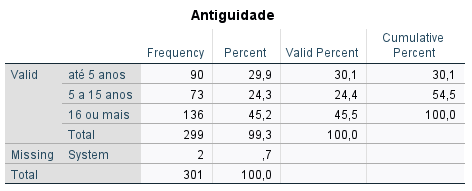 Antiguidade
Frequency Percent Valid Percent Cumulative Percent
Valid até 5 anos 90 29,9 30,1 30,1
5 a 15 anos 73 24,3 24,4 54,5
16 ou mais 136 45,2 45,5 100,0
Total 299 99,3 100,0
Missing System 2 ,7
Total 301 100,0